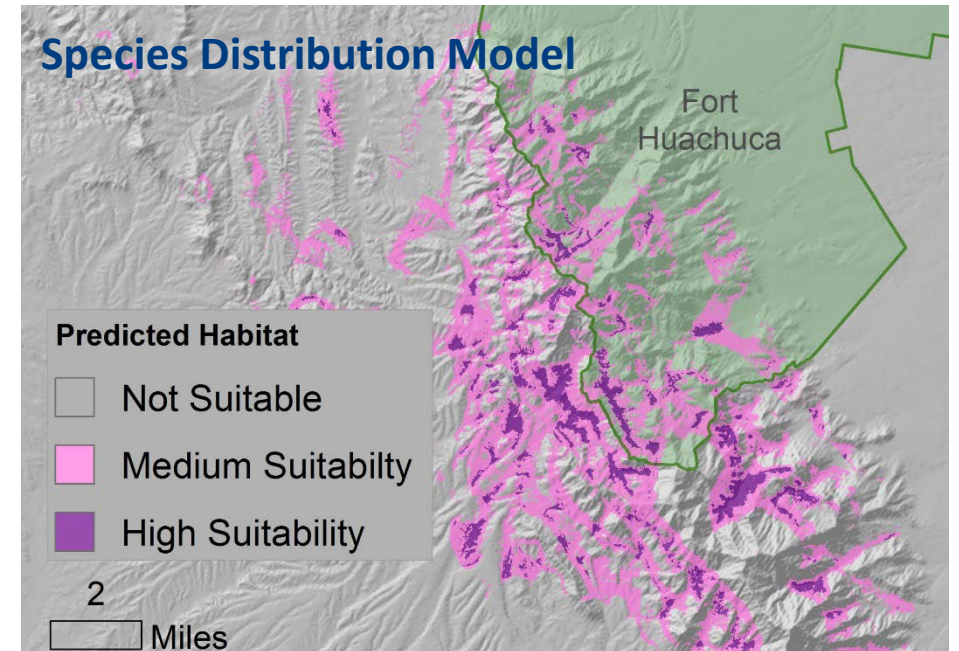 Species Distribution Model
Fort
Huachuca
Predicted Habitat
Not Suitable
Medium Suitabilty
High Suitability
2
Miles